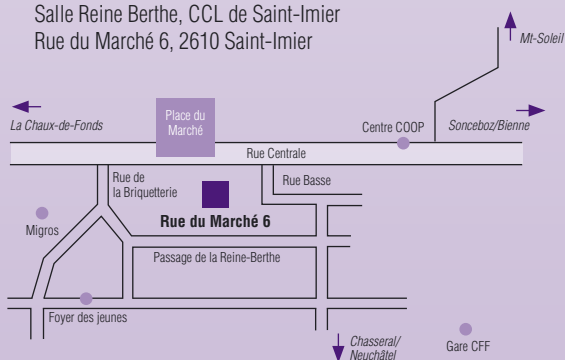 Salle Reine Berthe, CCL de Saint-Imier
Rue du Marché 6, 2610 Saint-Imier
Mt-Soleil
La Chaux-de-Fonds
Place du
Marché
Centre COOP
Sonceboz/Bienne
Rue Centrale
Rue de
la Briquetterie
Rue Basse
Migros
Rue du Marché 6
Passage de la Reine-Berthe
Foyer des jeunes
Chasseral/
Neuchâtel
Gare CFF